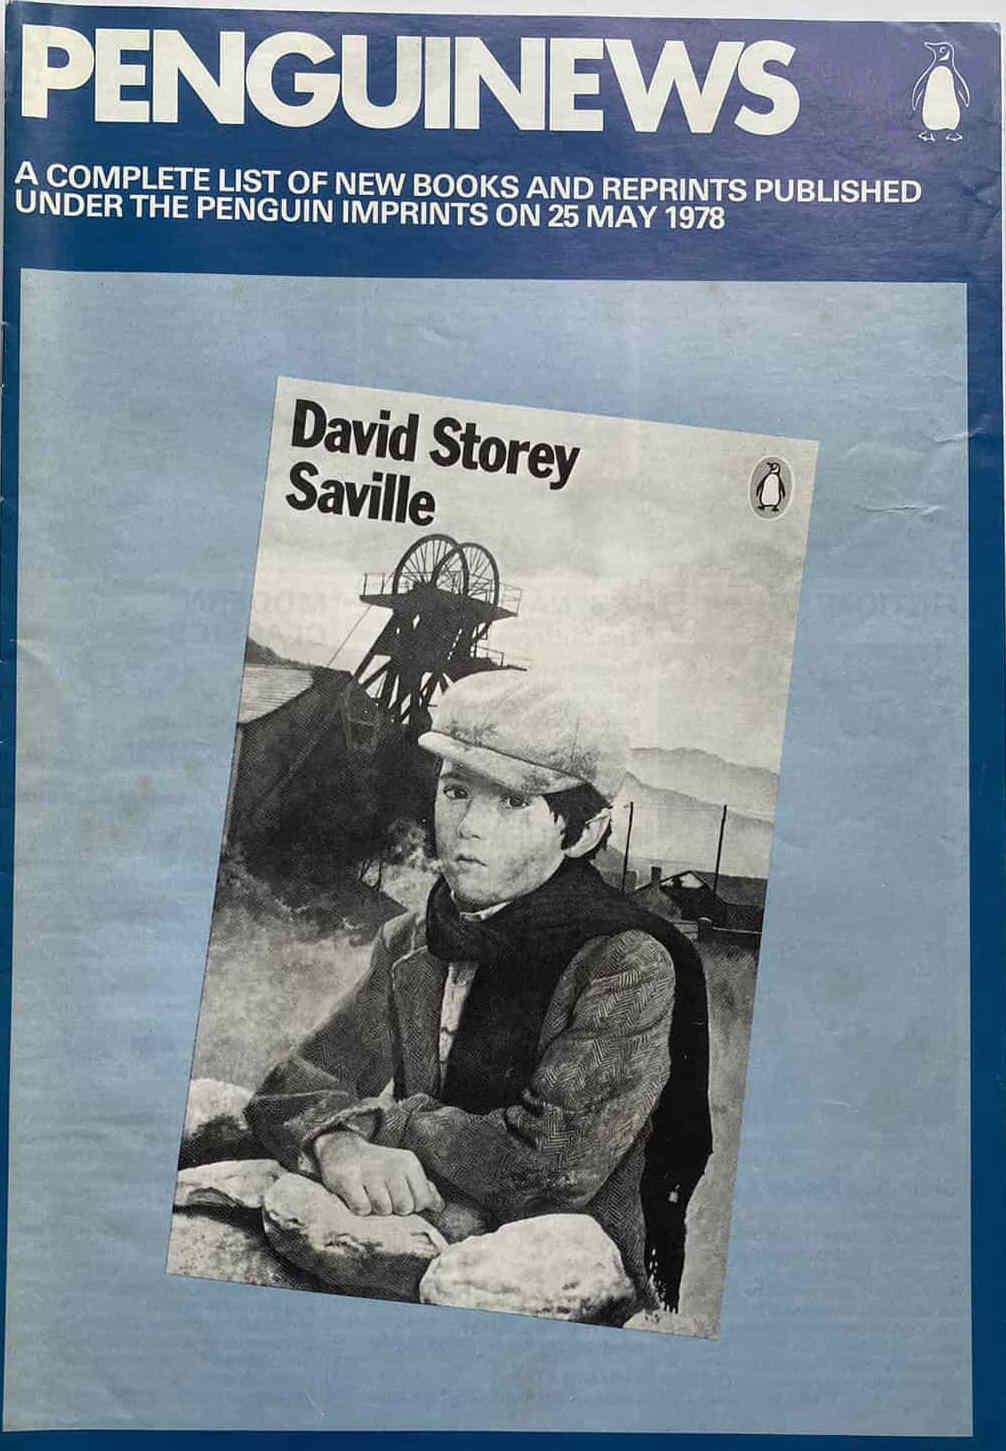 PENGUINEWS
A COMPLETE LIST OF NEW BOOKS AND REPRINTS PUBLISHED
UNDER THE PENGUIN IMPRINTS ON 25 MAY 1978
David Storey
Saville